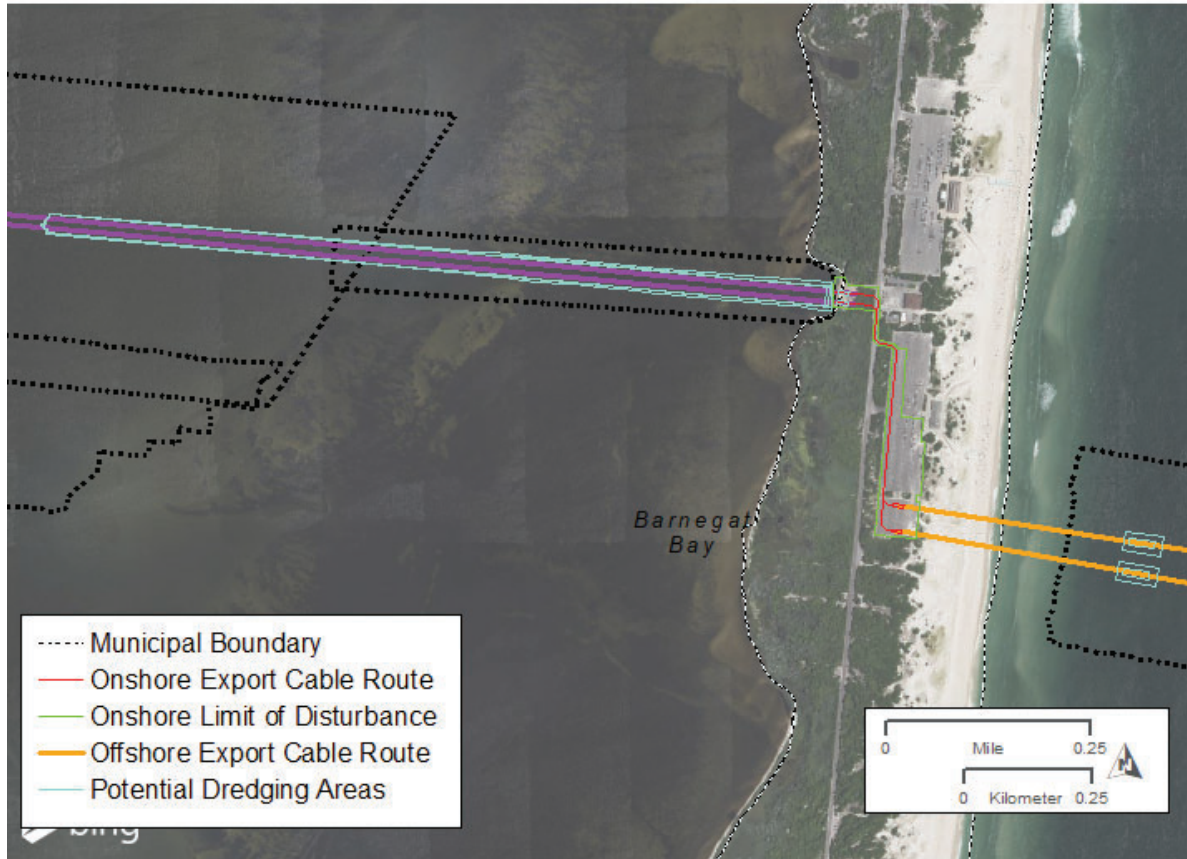 Barnegat
Bay
Municipal Boundary
Onshore Export Cable Route
Onshore Limit of Disturbance
Offshore Export Cable Route
Potential Dredging Areas
bing
0 Mile 0.25
0 Kilometer 0.25
N